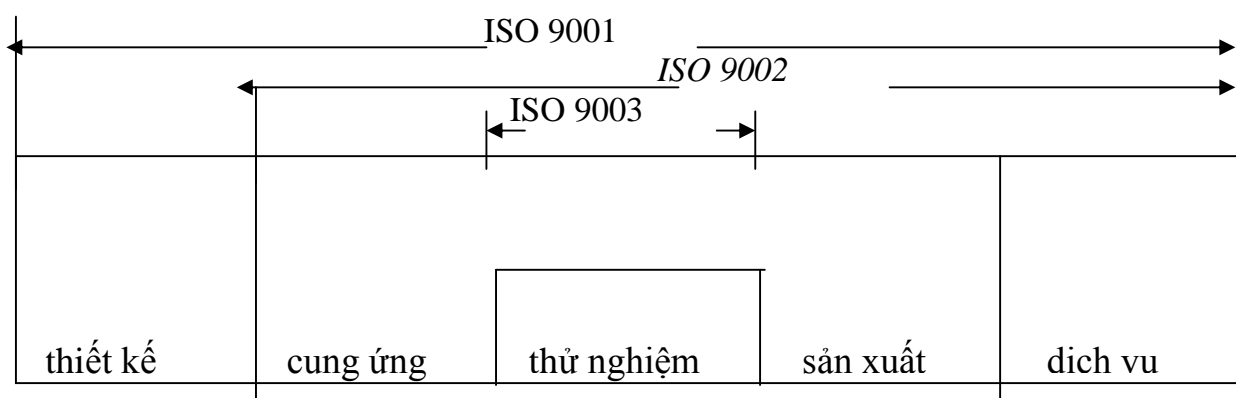 ISO 9001
ISO 9002
ISO 9003
thiết kế cung ứng thử nghiệm sản xuất dich vu